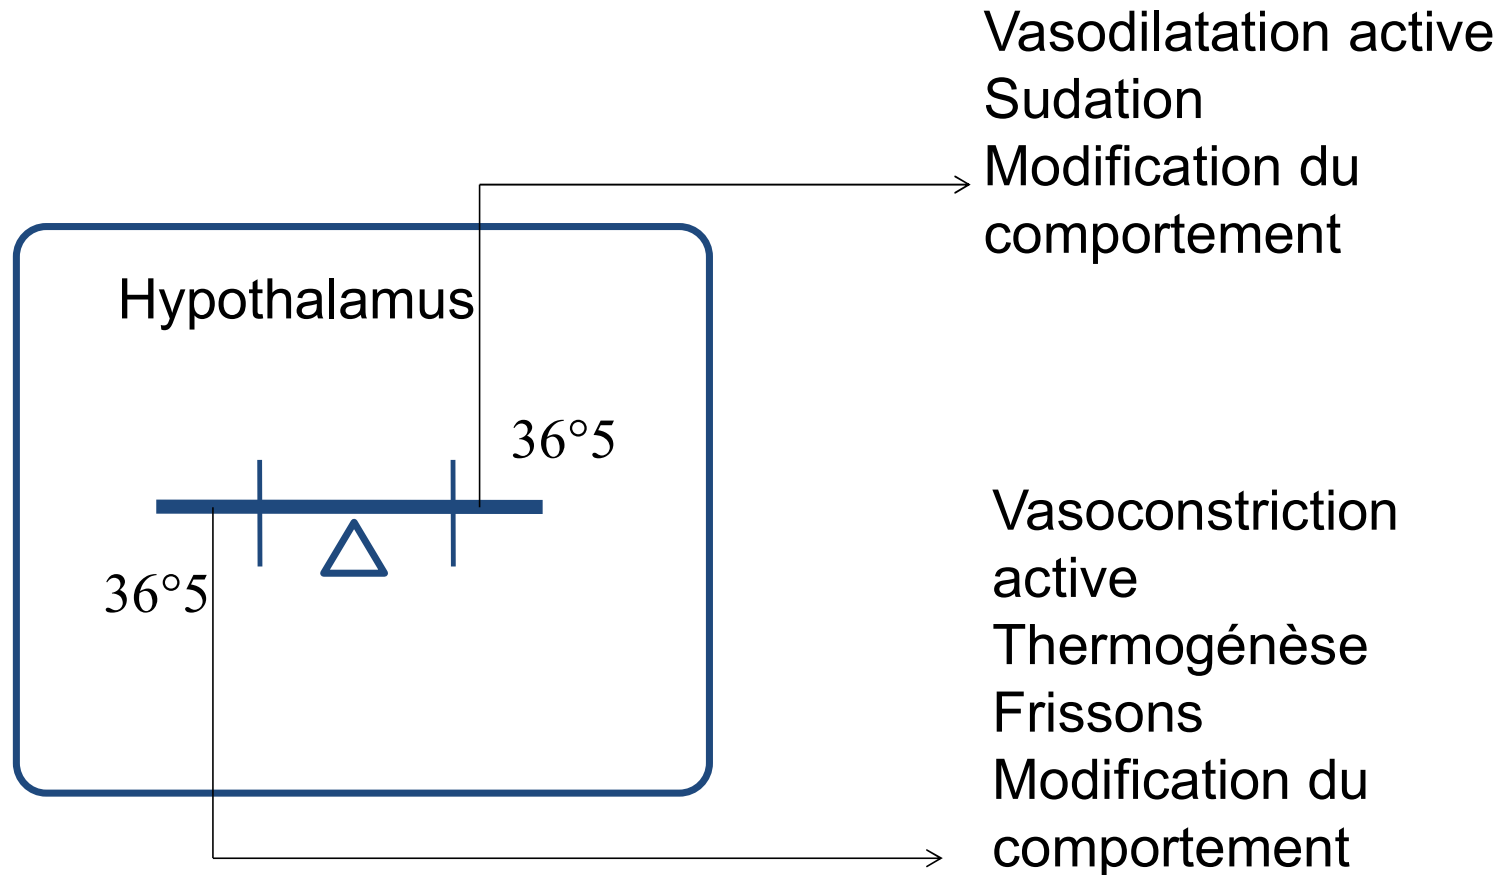 Vasodilatation active
Sudation
Modification du
comportement
Hypothalamus
36°5
36°5
Vasoconstriction
active
Thermogénèse
Frissons
Modification du
comportement